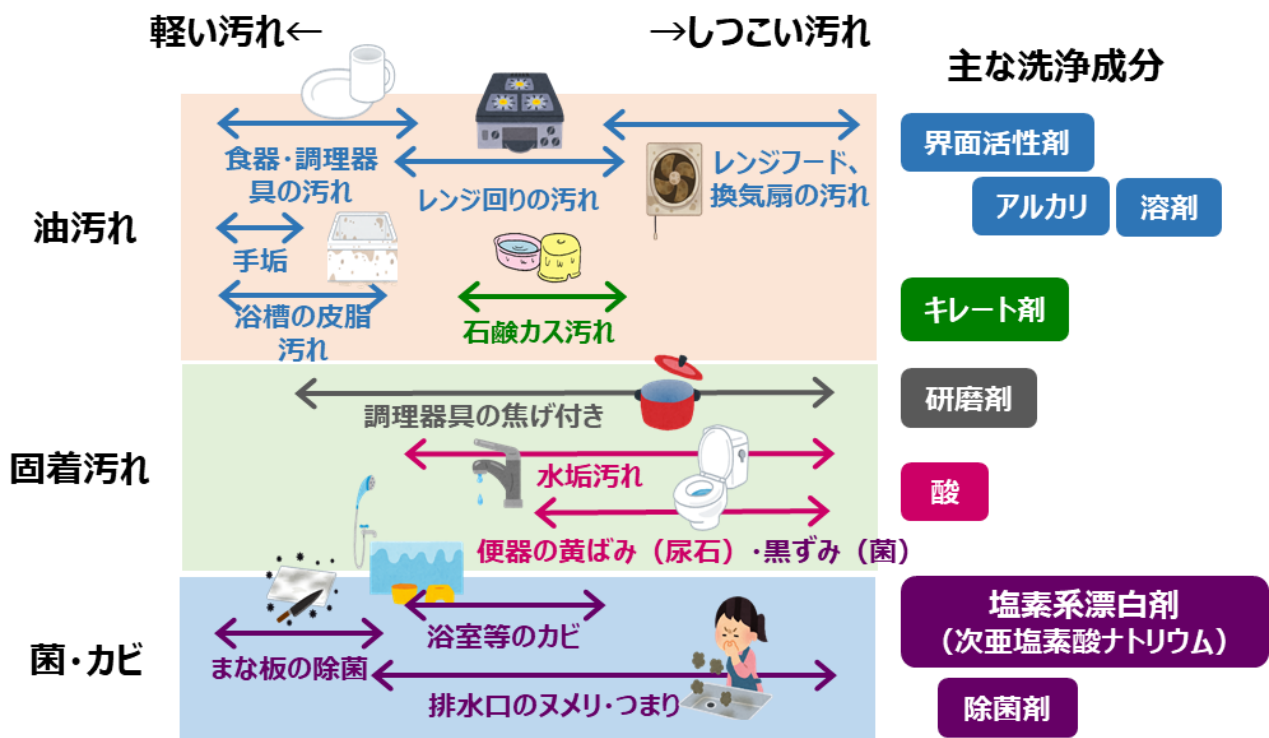 軽い汚れ←
→しつこい汚れ
主な洗浄成分
油汚れ
食器・調理器
具の汚れ
レンジ回りの汚れ
レンジフード、
換気扇の汚れ
手垢
浴槽の皮脂
汚れ
石鹸カス汚れ
界面活性剤
アルカリ
溶剤
キレート剤
固着汚れ
調理器具の焦げ付き
水垢汚れ
便器の黄ばみ（尿石）・黒ずみ（菌）
研磨剤
酸
菌・カビ
まな板の除菌
浴室等のカビ
排水口のヌメリ・つまり
塩素系漂白剤
（次亜塩素酸ナトリウム）
除菌剤